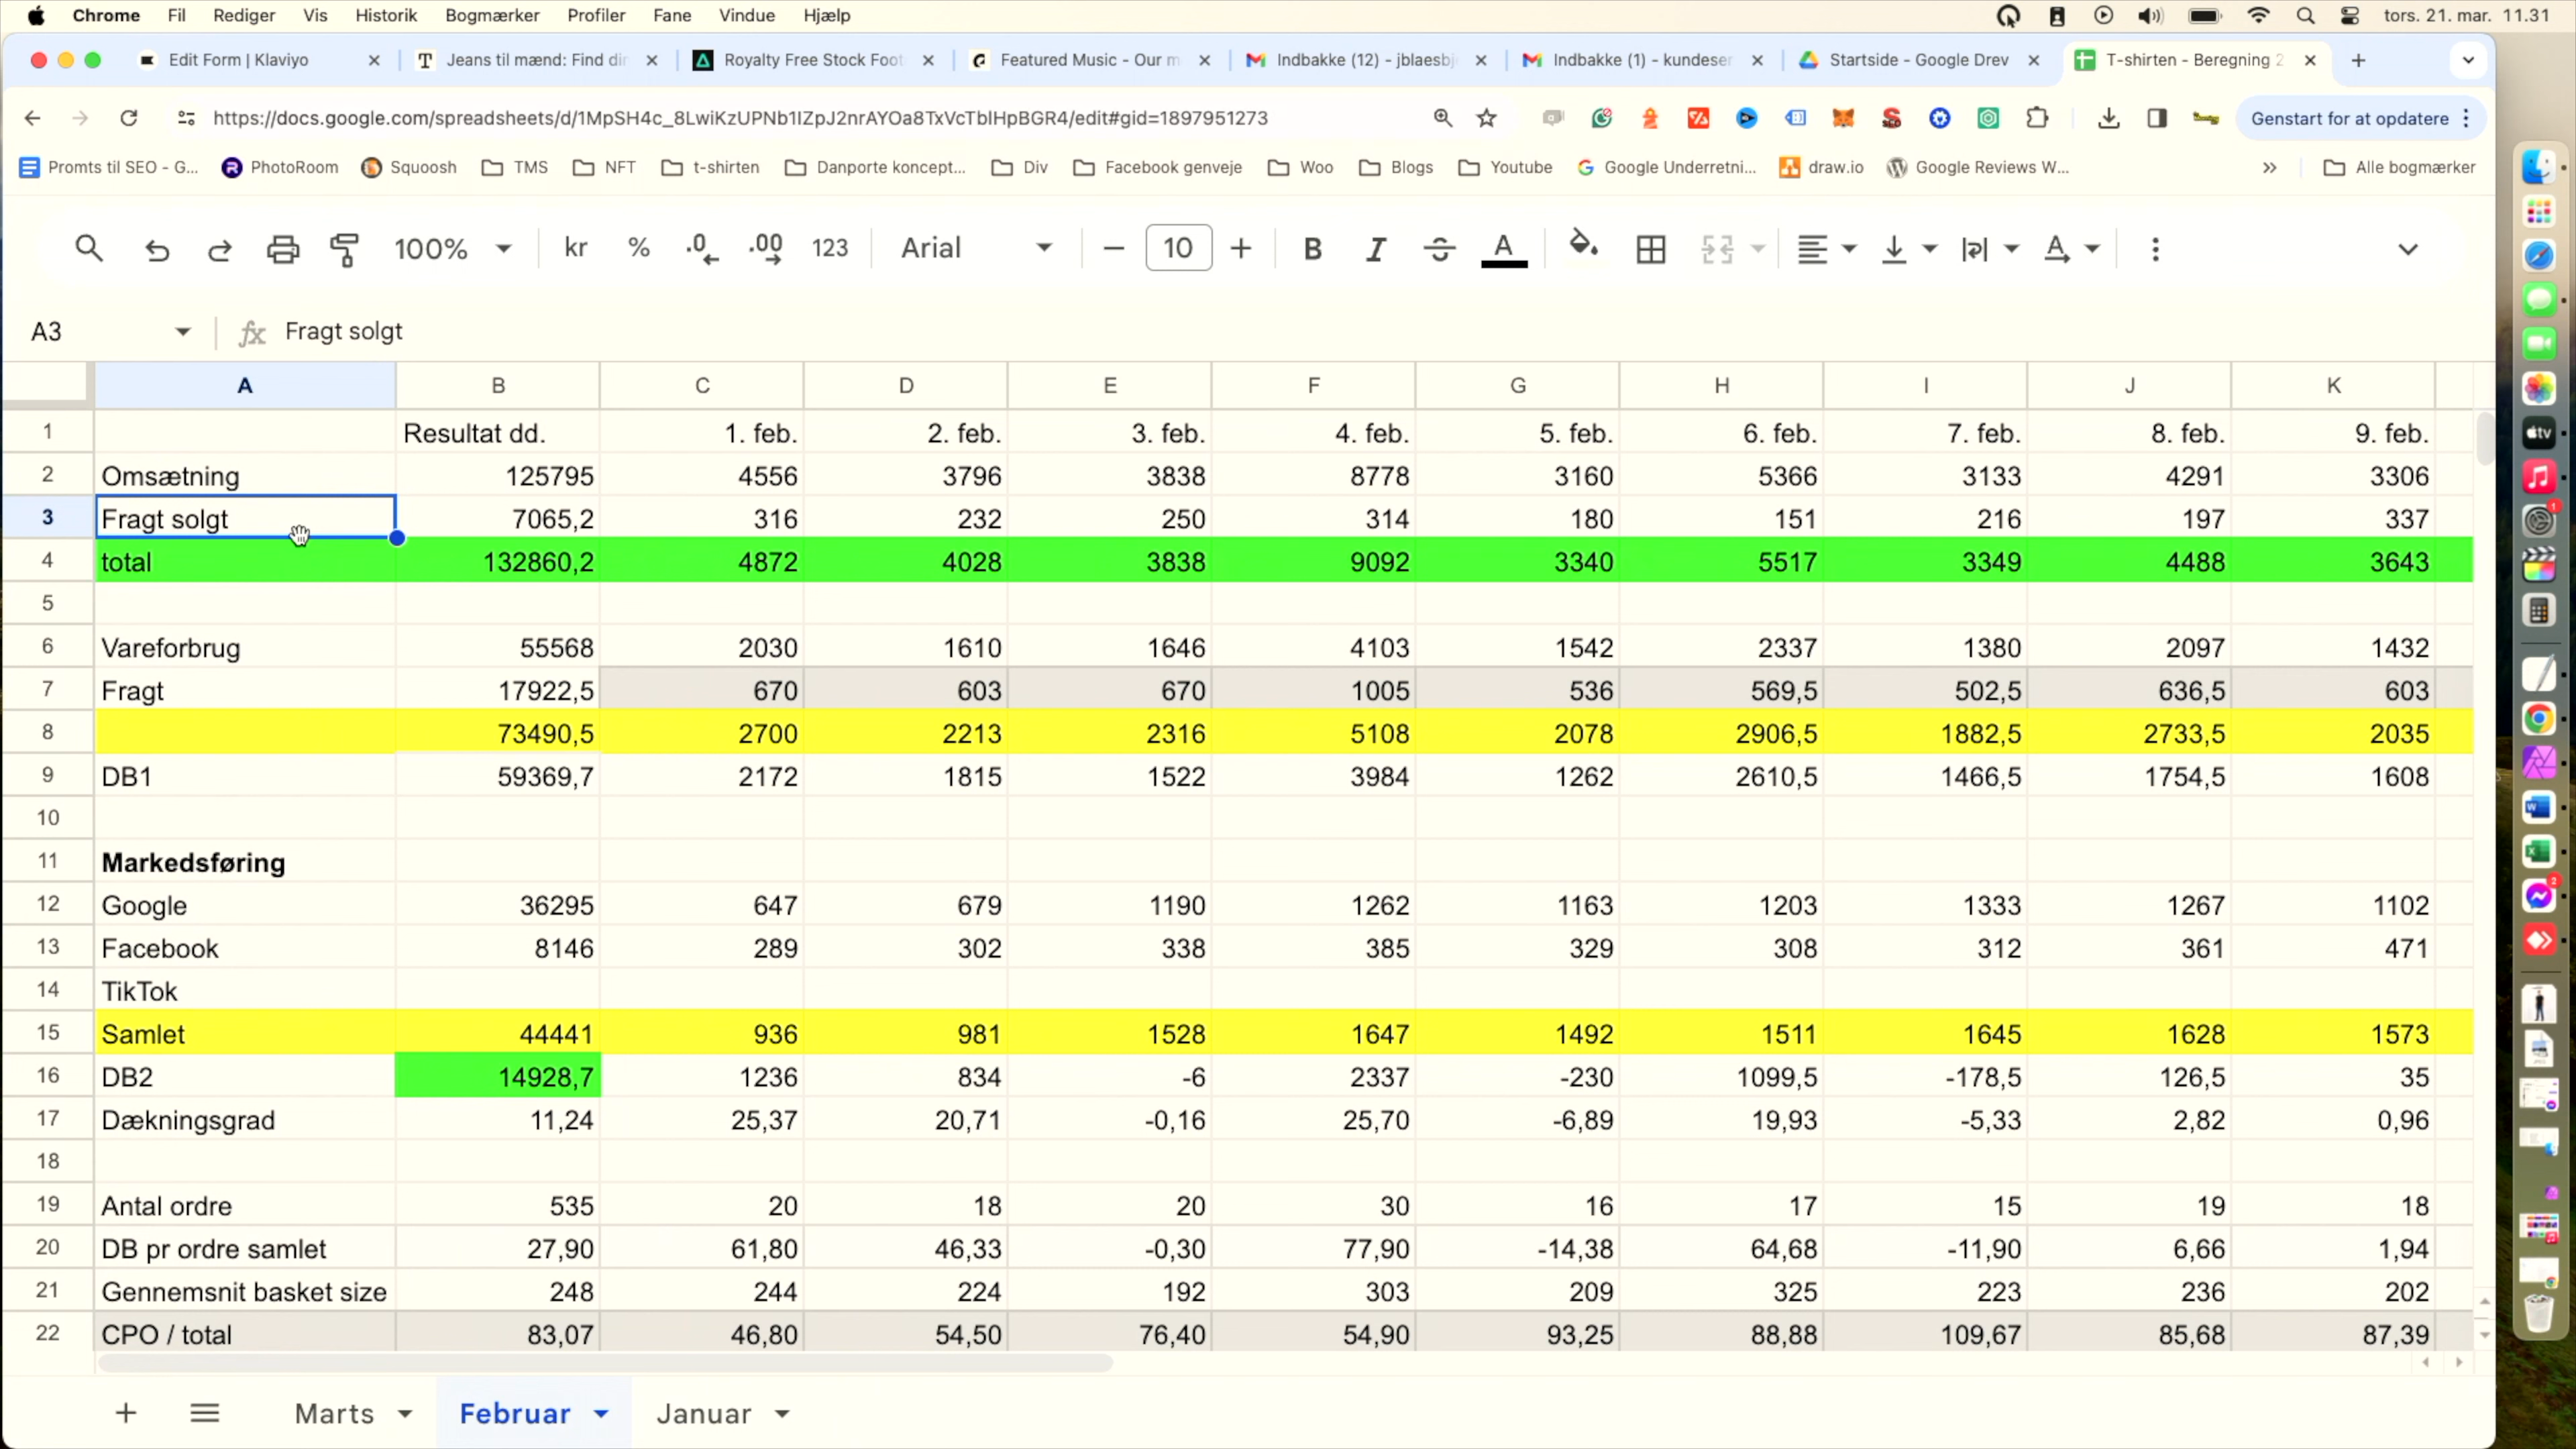 Chrome Fil Rediger Vis Historik Bogmærker Profiler Fane Vindue Hjælp tors. 21. mar. 11.31
Edit Form | Klaviyo Jeans til mænd: Find dir Royalty Free Stock Foot Featured Music - Our m Indbakke (12) - jblaesbj Indbakke (1) - kundeser Startside - Google Drev T-shirten - Beregning 2
https://docs.google.com/spreadsheets/d/1MpSH4c_8LwiKzUPNb1IZpJ2nrAYOa8TxVcTblHpBGR4/edit#gid=1897951273 Genstart for at opdatere
Promts til SEO - G... PhotoRoom Squoosh TMS NFT t-shirten Danporte koncept... Div Facebook genveje Woo Blogs Youtube Google Underretni... draw.io Google Reviews W... Alle bogmærker
100% kr % .0 .00 123 Arial 10 B I A
A3 fx Fragt solgt
A B C D E F G H I J K
1 Resultat dd. 1. feb. 2. feb. 3. feb. 4. feb. 5. feb. 6. feb. 7. feb. 8. feb. 9. feb.
2 Omsætning 125795 4556 3796 3838 8778 3160 5366 3133 4291 3306
3 Fragt solgt 7065,2 316 232 250 314 180 151 216 197 337
4 total 132860,2 4872 4028 3838 9092 3340 5517 3349 4488 3643
5
6 Vareforbrug 55568 2030 1610 1646 4103 1542 2337 1380 2097 1432
7 Fragt 17922,5 670 603 670 1005 536 569,5 502,5 636,5 603
8 73490,5 2700 2213 2316 5108 2078 2906,5 1882,5 2733,5 2035
9 DB1 59369,7 2172 1815 1522 3984 1262 2610,5 1466,5 1754,5 1608
10
11 Markedsføring
12 Google 36295 647 679 1190 1262 1163 1203 1333 1267 1102
13 Facebook 8146 289 302 338 385 329 308 312 361 471
14 TikTok
15 Samlet 44441 936 981 1528 1647 1492 1511 1645 1628 1573
16 DB2 14928,7 1236 834 -6 2337 -230 1099,5 -178,5 126,5 35
17 Dækningsgrad 11,24 25,37 20,71 -0,16 25,70 -6,89 19,93 -5,33 2,82 0,96
18
19 Antal ordre 535 20 18 20 30 16 17 15 19 18
20 DB pr ordre samlet 27,90 61,80 46,33 -0,30 77,90 -14,38 64,68 -11,90 6,66 1,94
21 Gennemsnit basket size 248 244 224 192 303 209 325 223 236 202
22 CPO / total 83,07 46,80 54,50 76,40 54,90 93,25 88,88 109,67 85,68 87,39
Marts Februar Januar